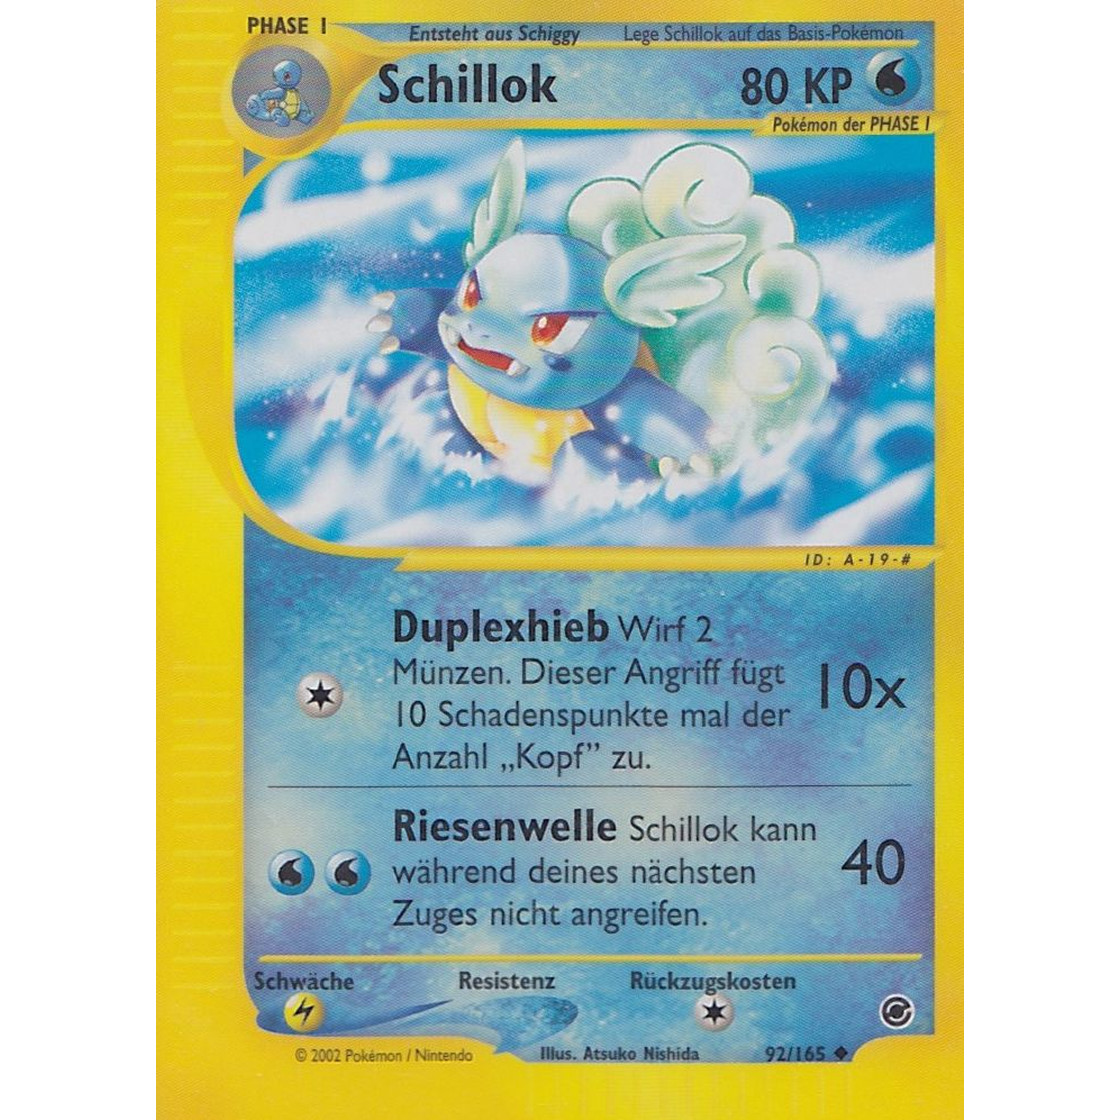 PHASE 1
Entsteht aus Schiggy Lege Schillok auf das Basis-Pokémon
Schillok 80 KP
Pokémon der PHASE 1
ID: A-19-#
Duplexhieb Wirf 2
Münzen. Dieser Angriff fügt
10 Schadenspunkte mal der
Anzahl „Kopf” zu.
10x
Riesenwelle Schillok kann
während deines nächsten
Zuges nicht angreifen.
40
Schwäche Resistenz Rückzugskosten
© 2002 Pokémon / Nintendo Illus. Atsuko Nishida 92/165